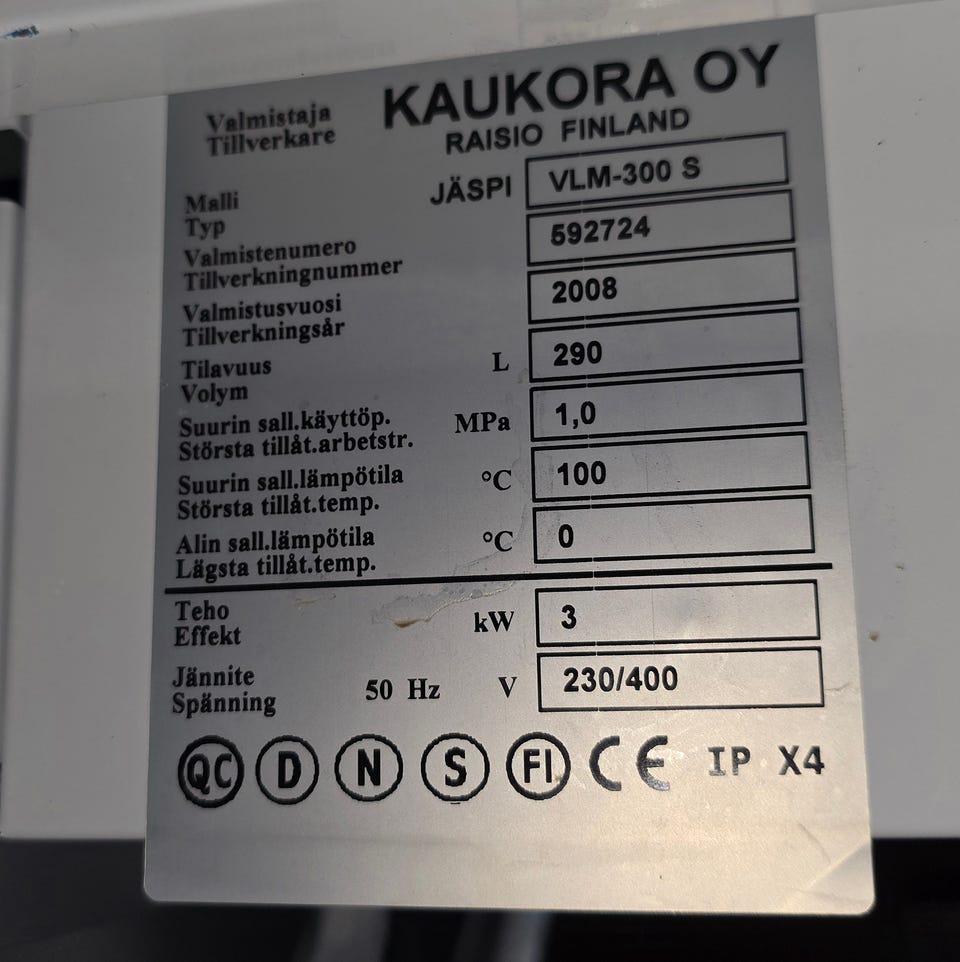 Valmistaja KAUKORA OY
Tillverkare RAISIO FINLAND
Malli JÄSPI VLM-300 S
Typ
Valmistenumero 592724
Tillverkningnummer
Valmistusvuosi 2008
Tillverkningsår
Tilavuus L 290
Volym
Suurin sall.käyttöp. MPa 1,0
Största tillåt.arbetstr.
Suurin sall.lämpötila °C 100
Största tillåt.temp.
Alin sall.lämpötila °C 0
Lägsta tillåt.temp.
Teho kW 3
Effekt
Jännite 50 Hz V 230/400
Spänning
QC D N S FI CE IP X4